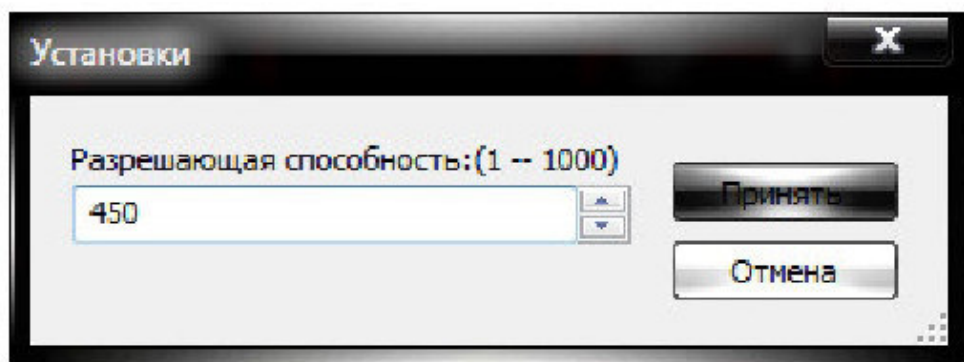 Установки
Разрешающая способность:(1 -- 1000)
450
Принять
Отмена